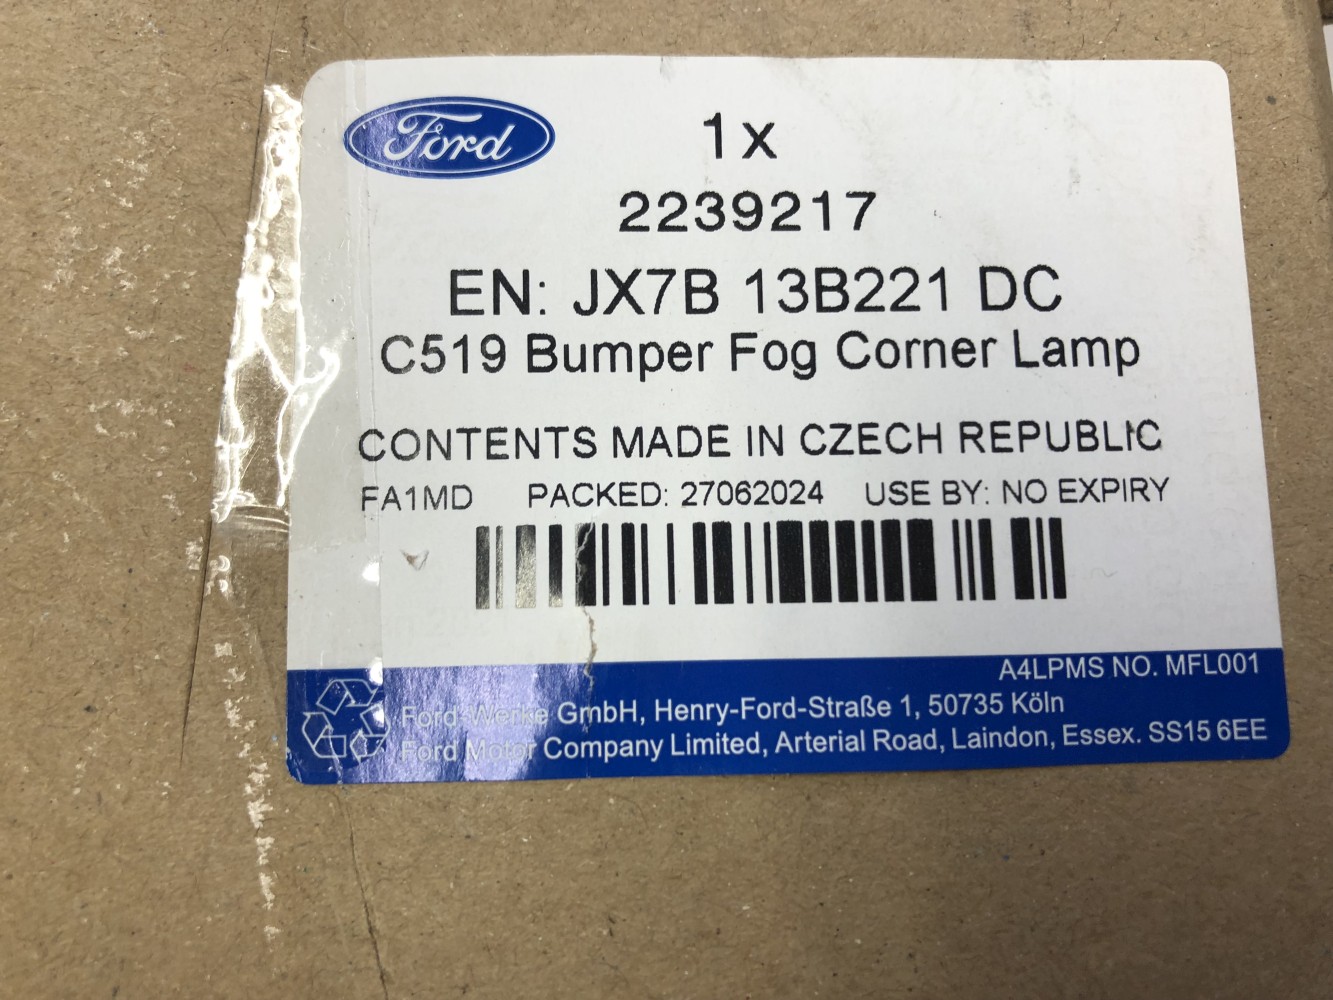 Ford
1x
2239217
EN: JX7B 13B221 DC
C519 Bumper Fog Corner Lamp
CONTENTS MADE IN CZECH REPUBLIC
FA1MD PACKED: 27062024 USE BY: NO EXPIRY
A4LPMS NO. MFL001
Ford-Werke GmbH, Henry-Ford-Straße 1, 50735 Köln
Ford Motor Company Limited, Arterial Road, Laindon, Essex. SS15 6EE